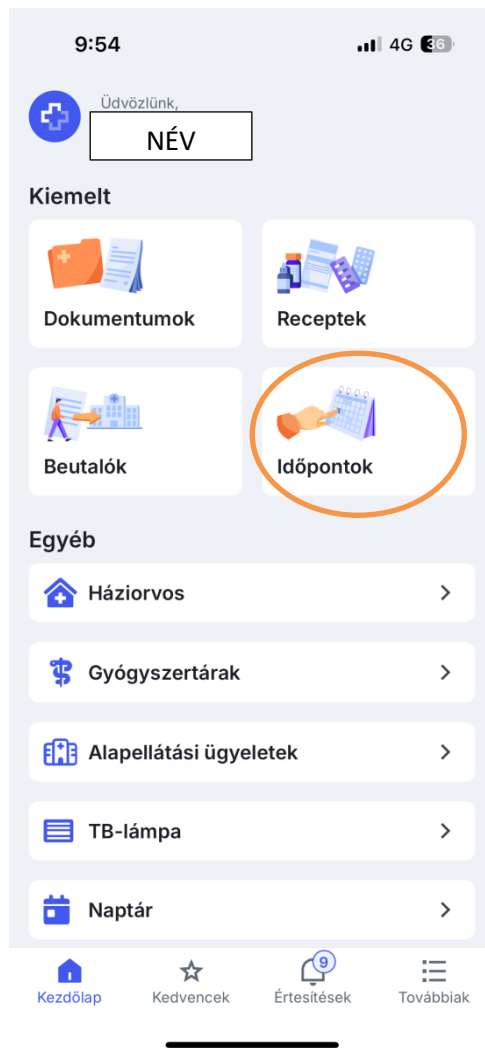 9:54
4G 36
Üdvözlünk,
NÉV
Kiemelt
Dokumentumok
Receptek
Beutalók
Időpontok
Egyéb
Háziorvos
Gyógyszertárak
Alapellátási ügyeletek
TB-lámpa
Naptár
9
Kezdőlap
Kedvencek
Értesítések
Továbbiak